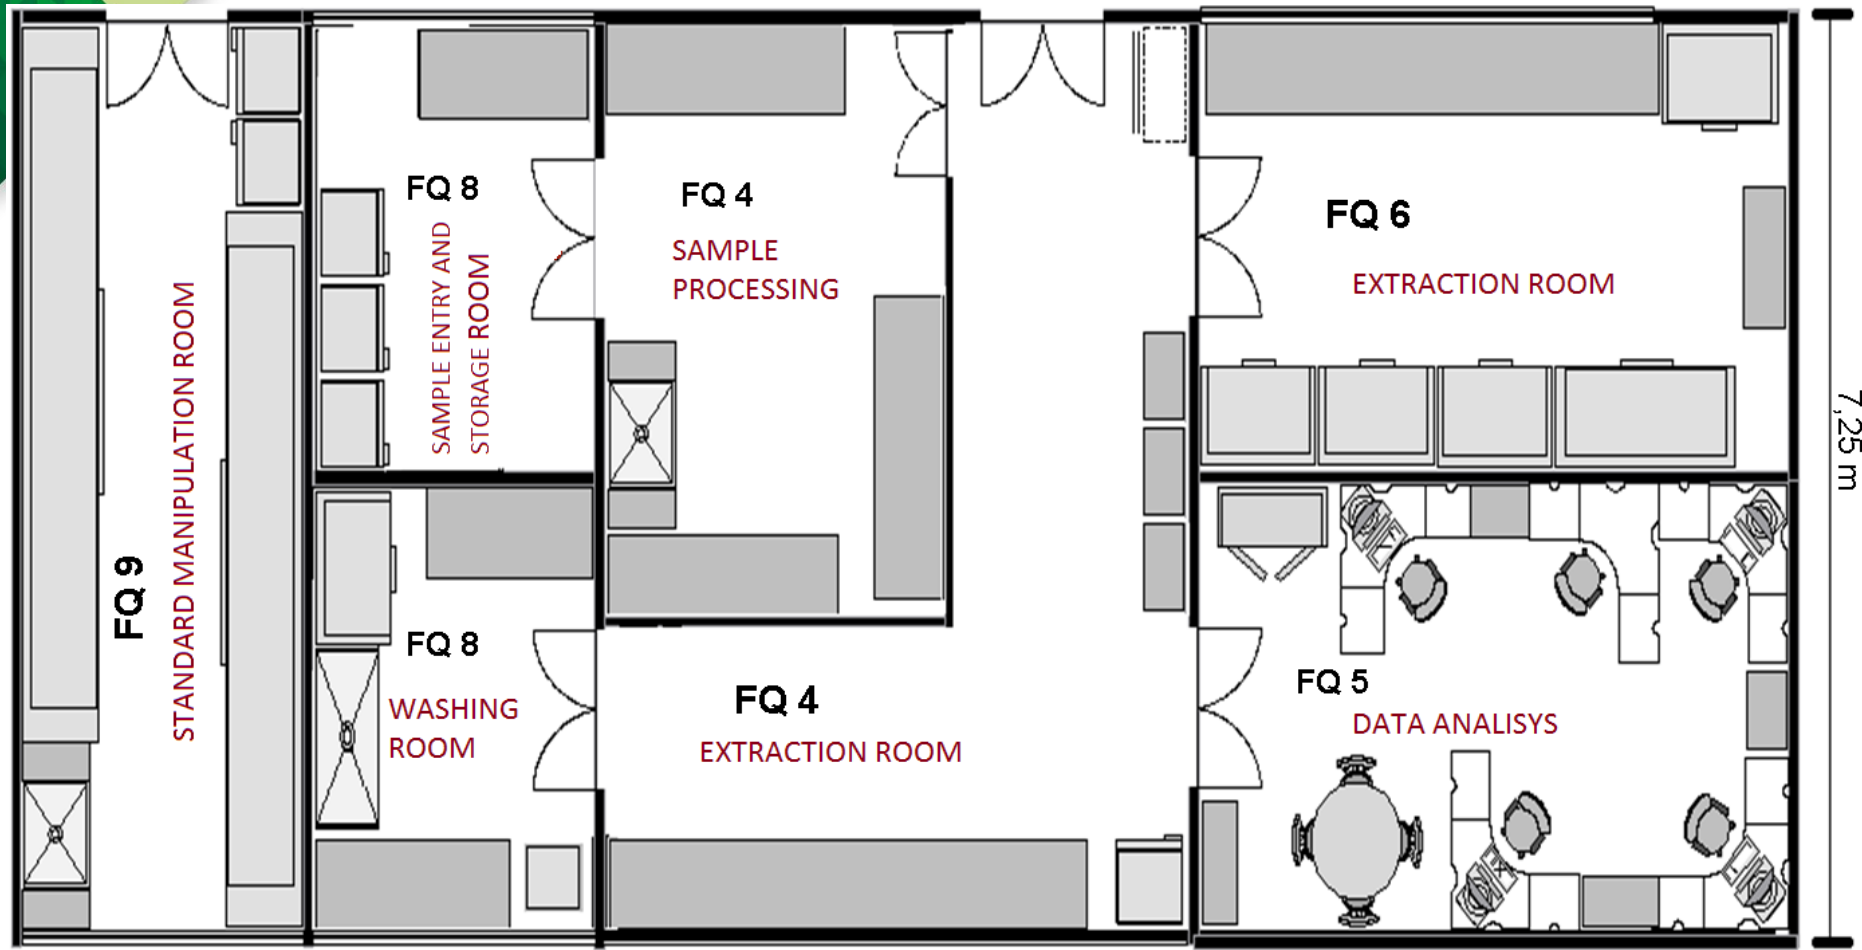 FQ 9
STANDARD MANIPULATION ROOM
FQ 8
SAMPLE ENTRY AND
STORAGE ROOM
FQ 4
SAMPLE
PROCESSING
FQ 6
EXTRACTION ROOM
7,25 m
FQ 8
WASHING
ROOM
FQ 4
EXTRACTION ROOM
FQ 5
DATA ANALISYS